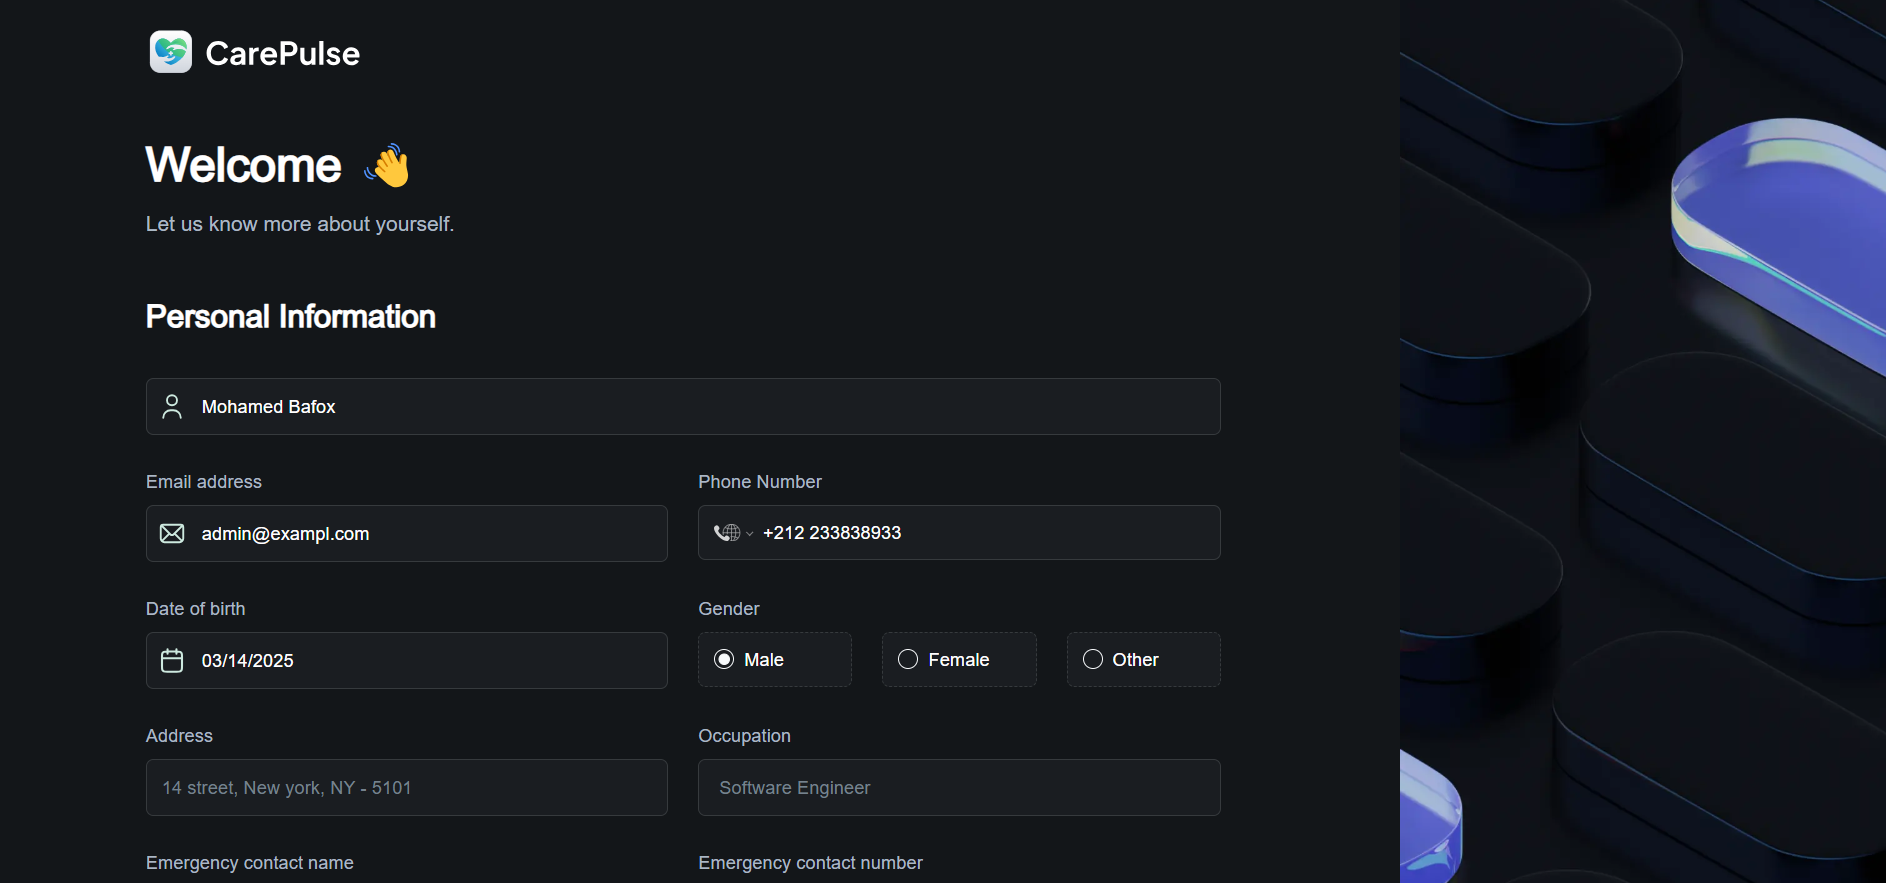 CarePulse
Welcome 👋
Let us know more about yourself.
Personal Information
Mohamed Bafox
Email address
Phone Number
admin@exampl.com
+212 233838933
Date of birth
Gender
03/14/2025
Male
Female
Other
Address
Occupation
14 street, New york, NY - 5101
Software Engineer
Emergency contact name
Emergency contact number